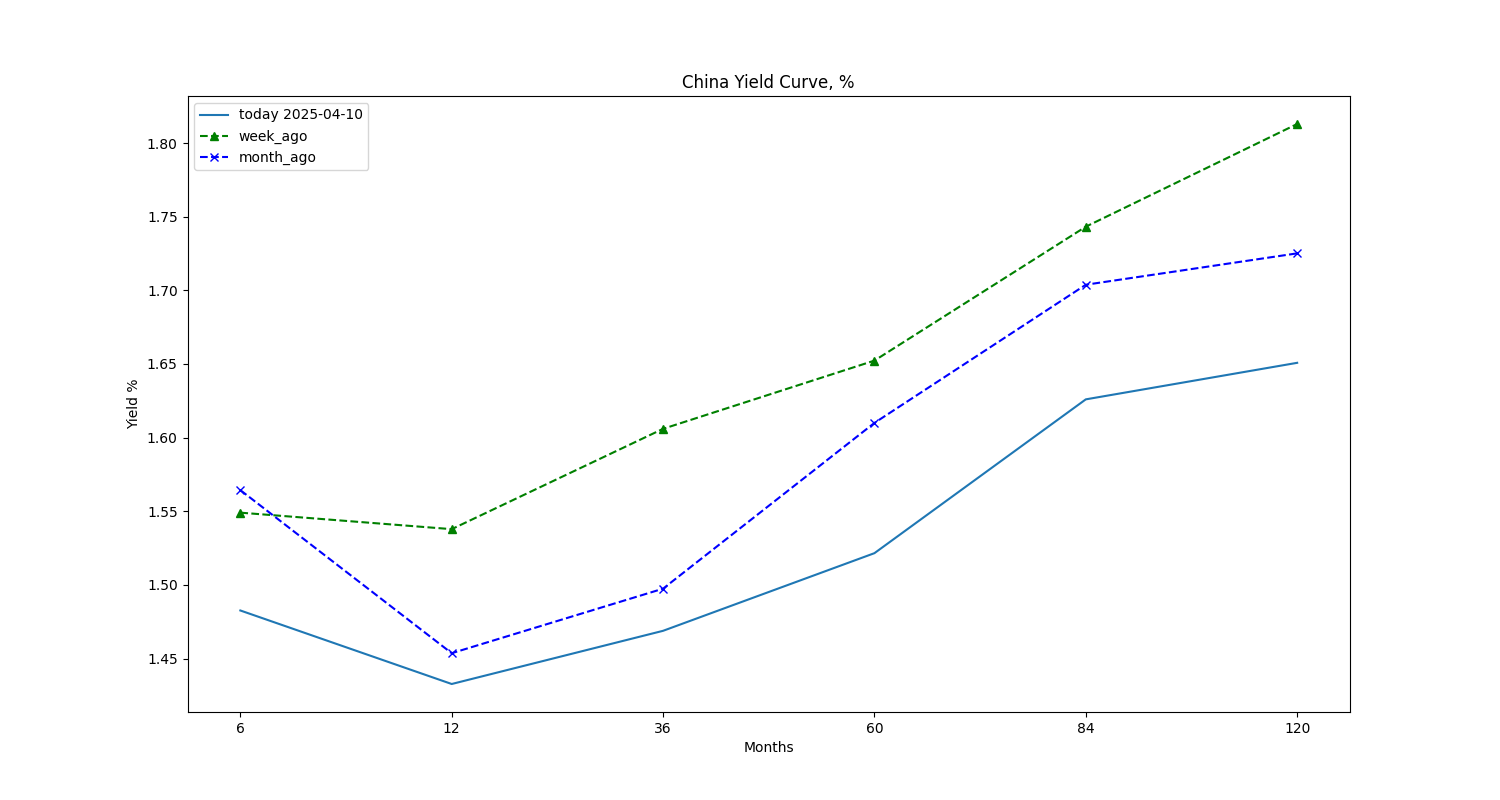 China Yield Curve, %
today 2025-04-10
week_ago
month_ago
1.80
1.75
1.70
1.65
1.60
1.55
1.50
1.45
Yield %
6 12 36 60 84 120
Months